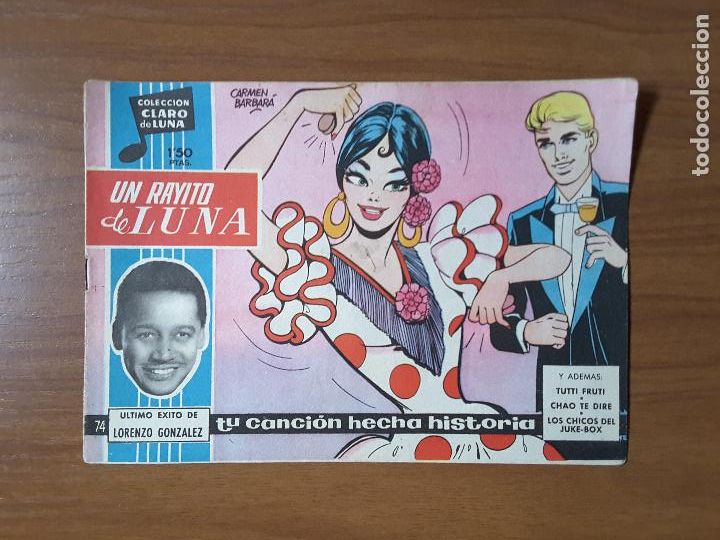 COLECCION
CLARO
de LUNA
1'50
PTAS.
CARMEN
BARBARÁ
UN RAYITO
de LUNA
74
ULTIMO EXITO DE
LORENZO GONZALEZ
tu canción hecha historia
Y ADEMAS:
TUTTI FRUTI
CHAO TE DIRE
LOS CHICOS DEL
JUKE-BOX
todocoleccion